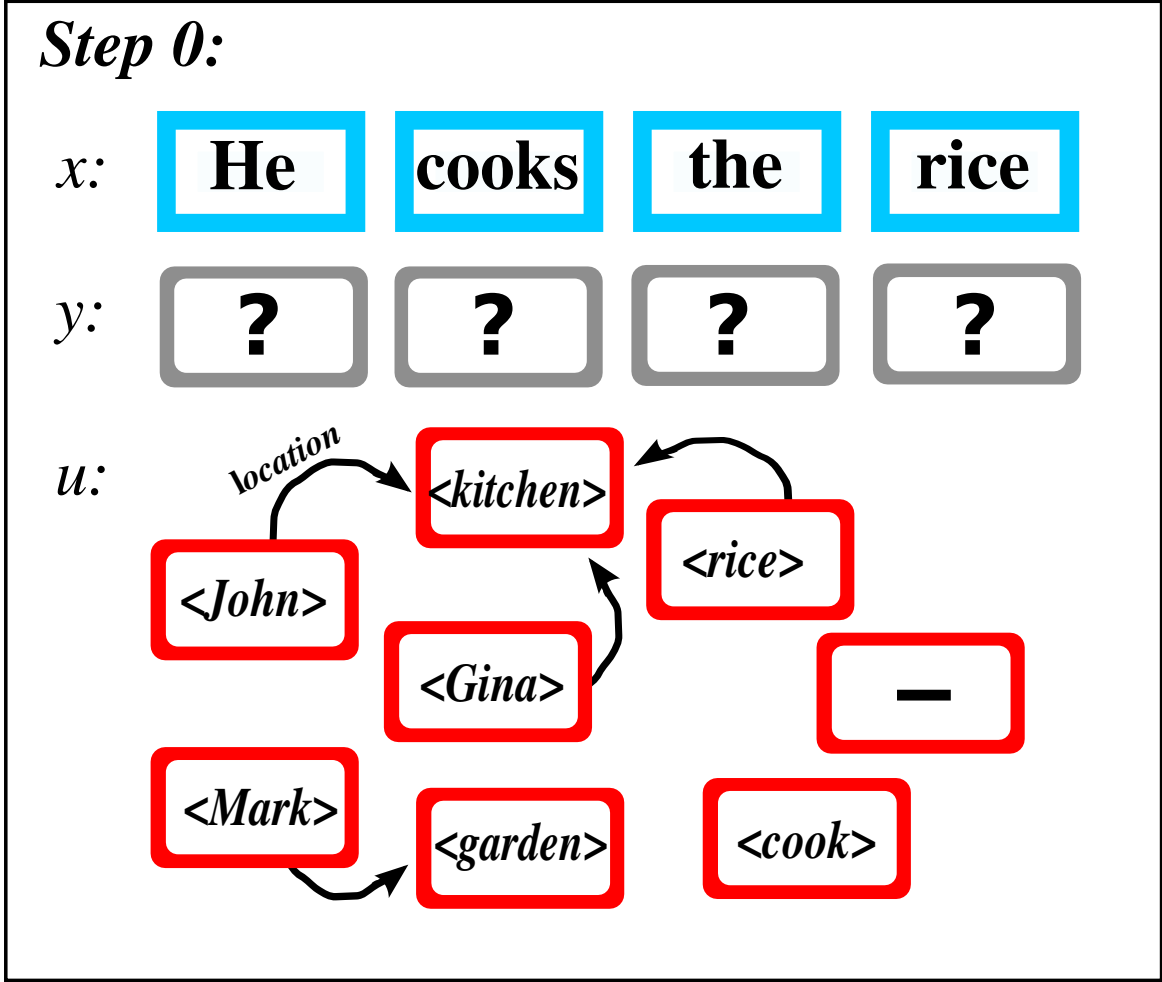 Step 0:
x: He cooks the rice
y: ? ? ? ?
u:
location
<kitchen>
<rice>
<John>
<Gina>
–
<Mark>
<garden>
<cook>